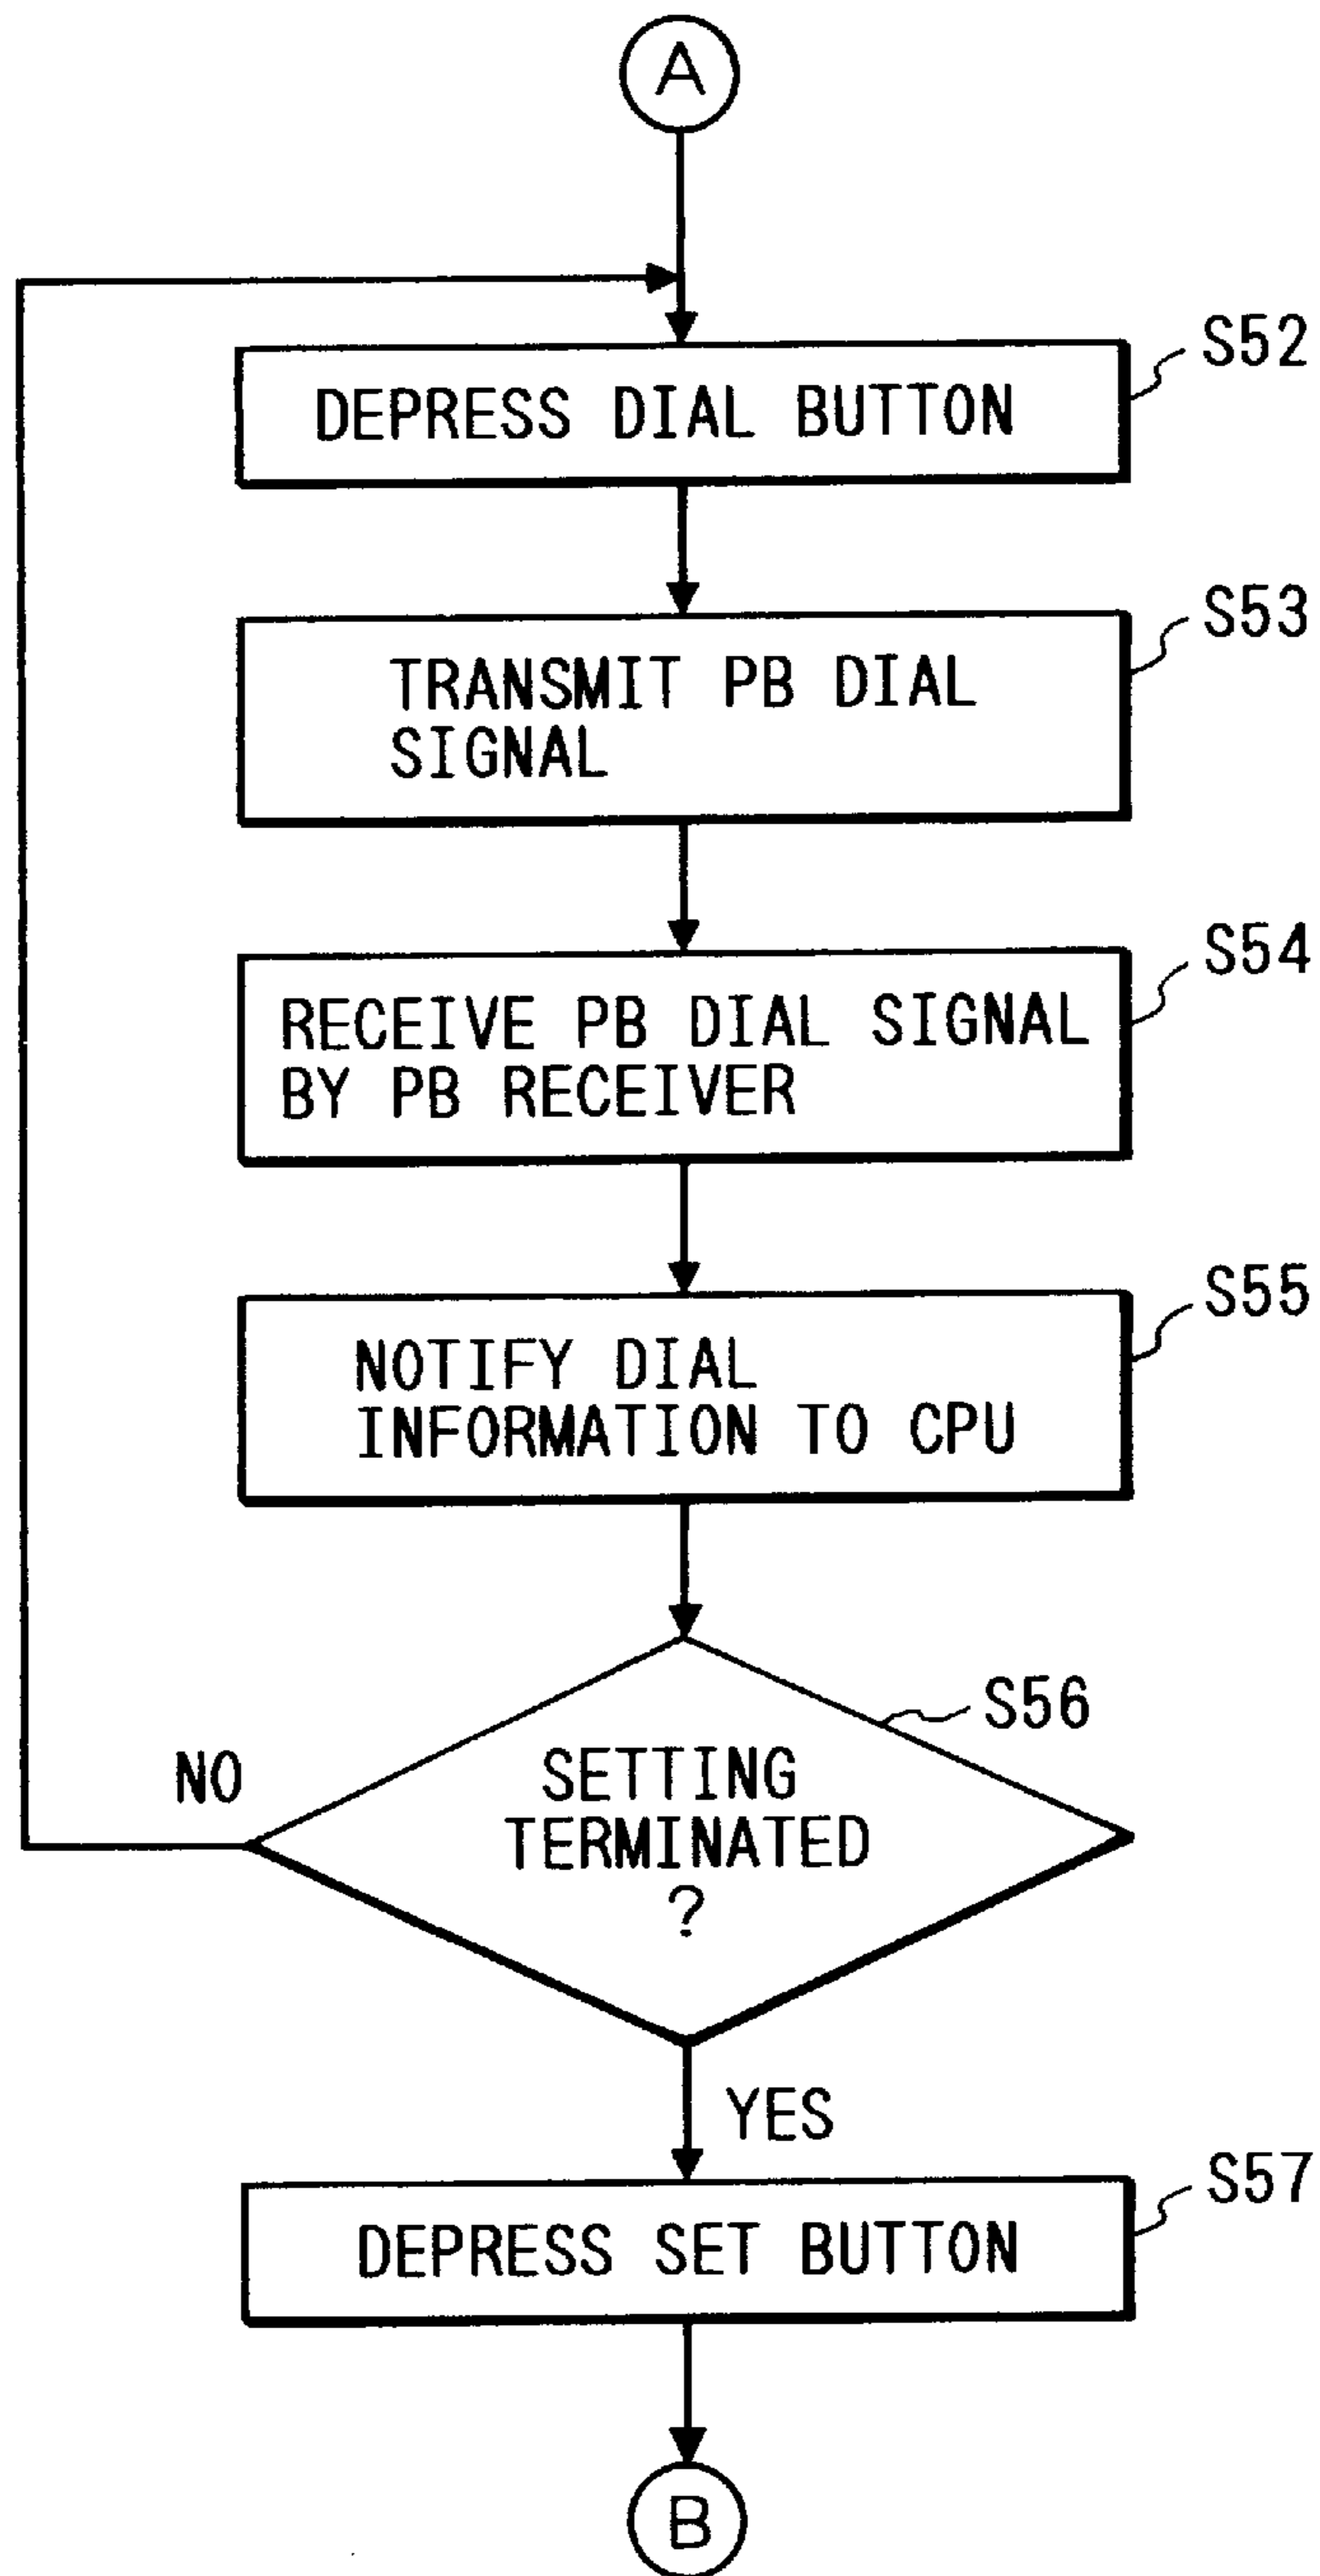 A
S52
DEPRESS DIAL BUTTON
S53
TRANSMIT PB DIAL
SIGNAL
S54
RECEIVE PB DIAL SIGNAL
BY PB RECEIVER
S55
NOTIFY DIAL
INFORMATION TO CPU
S56
NO
SETTING
TERMINATED
?
YES
S57
DEPRESS SET BUTTON
B